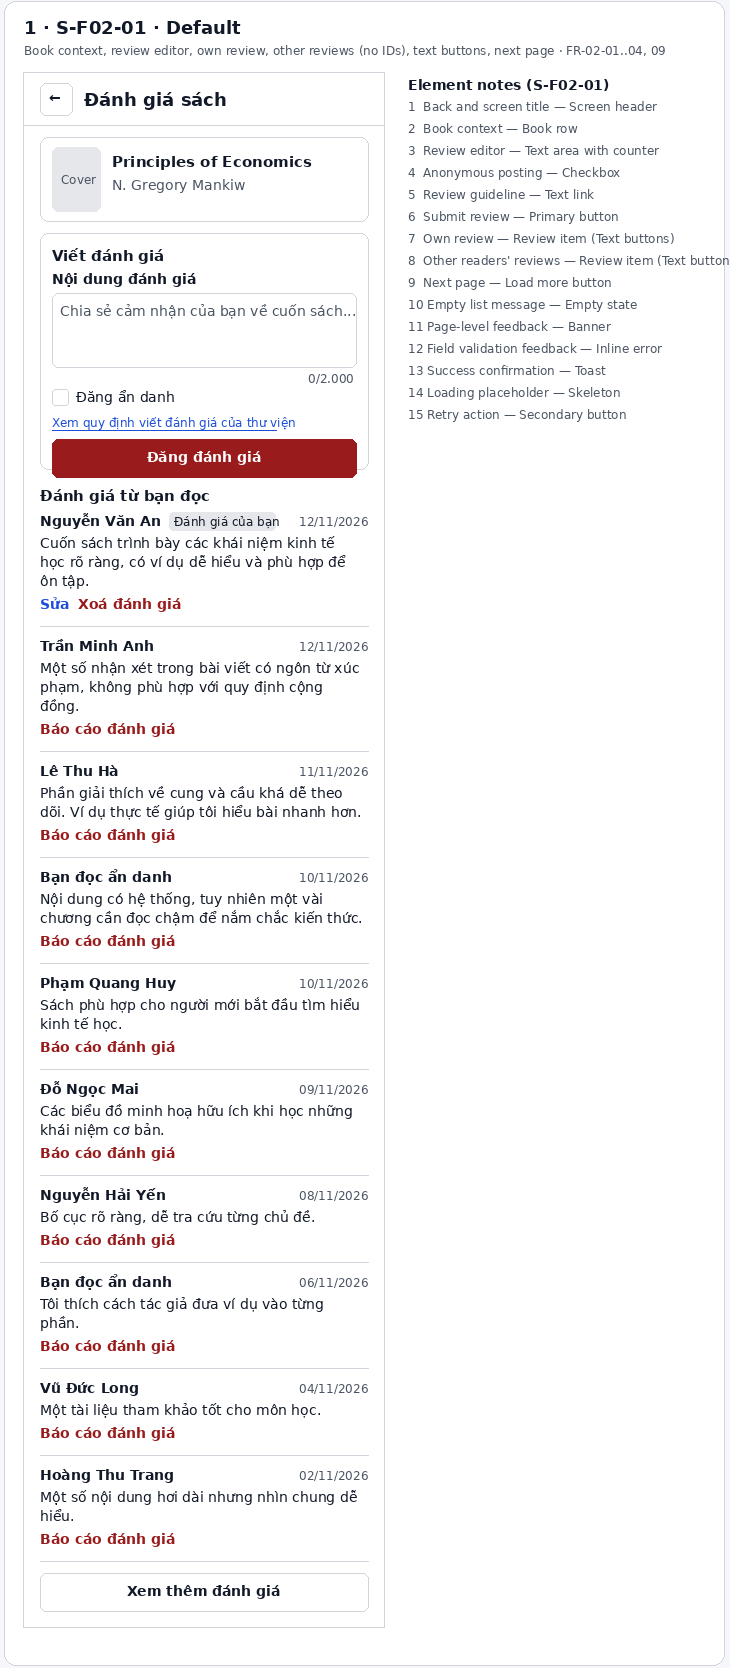 1 · S-F02-01 · Default
Book context, review editor, own review, other reviews (no IDs), text buttons, next page · FR-02-01..04, 09
← Đánh giá sách
Cover
Principles of Economics
N. Gregory Mankiw
Viết đánh giá
Nội dung đánh giá
Chia sẻ cảm nhận của bạn về cuốn sách...
0/2.000
Đăng ẩn danh
Xem quy định viết đánh giá của thư viện
Đăng đánh giá
Đánh giá từ bạn đọc
Nguyễn Văn An Đánh giá của bạn 12/11/2026
Cuốn sách trình bày các khái niệm kinh tế
học rõ ràng, có ví dụ dễ hiểu và phù hợp để
ôn tập.
Sửa Xoá đánh giá
Trần Minh Anh 12/11/2026
Một số nhận xét trong bài viết có ngôn từ xúc
phạm, không phù hợp với quy định cộng
đồng.
Báo cáo đánh giá
Lê Thu Hà 11/11/2026
Phần giải thích về cung và cầu khá dễ theo
dõi. Ví dụ thực tế giúp tôi hiểu bài nhanh hơn.
Báo cáo đánh giá
Bạn đọc ẩn danh 10/11/2026
Nội dung có hệ thống, tuy nhiên một vài
chương cần đọc chậm để nắm chắc kiến thức.
Báo cáo đánh giá
Phạm Quang Huy 10/11/2026
Sách phù hợp cho người mới bắt đầu tìm hiểu
kinh tế học.
Báo cáo đánh giá
Đỗ Ngọc Mai 09/11/2026
Các biểu đồ minh hoạ hữu ích khi học những
khái niệm cơ bản.
Báo cáo đánh giá
Nguyễn Hải Yến 08/11/2026
Bố cục rõ ràng, dễ tra cứu từng chủ đề.
Báo cáo đánh giá
Bạn đọc ẩn danh 06/11/2026
Tôi thích cách tác giả đưa ví dụ vào từng
phần.
Báo cáo đánh giá
Vũ Đức Long 04/11/2026
Một tài liệu tham khảo tốt cho môn học.
Báo cáo đánh giá
Hoàng Thu Trang 02/11/2026
Một số nội dung hơi dài nhưng nhìn chung dễ
hiểu.
Báo cáo đánh giá
Xem thêm đánh giá
Element notes (S-F02-01)
1 Back and screen title — Screen header
2 Book context — Book row
3 Review editor — Text area with counter
4 Anonymous posting — Checkbox
5 Review guideline — Text link
6 Submit review — Primary button
7 Own review — Review item (Text buttons)
8 Other readers' reviews — Review item (Text button
9 Next page — Load more button
10 Empty list message — Empty state
11 Page-level feedback — Banner
12 Field validation feedback — Inline error
13 Success confirmation — Toast
14 Loading placeholder — Skeleton
15 Retry action — Secondary button